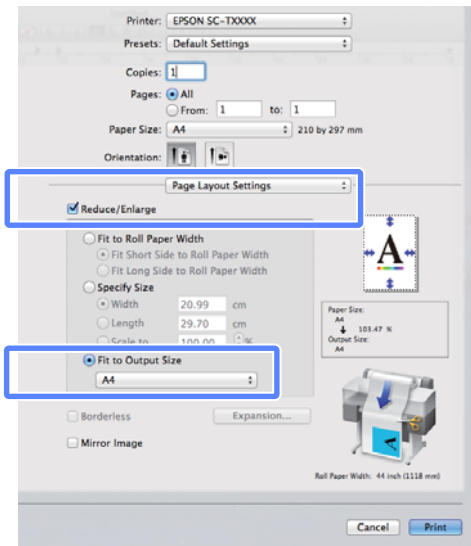 Printer: EPSON SC-TXXXX
Presets: Default Settings
Copies: 1
Pages: All
From: 1 to: 1
Paper Size: A4 210 by 297 mm
Orientation:
Page Layout Settings
Reduce/Enlarge
Fit to Roll Paper Width
Fit Short Side to Roll Paper Width
Fit Long Side to Roll Paper Width
Specify Size
Width 20.99 cm
Length 29.70 cm
Scale to 100.00 %
Fit to Output Size
A4
A
Paper Size:
A4
103.47 %
Output Size:
A4
Borderless Expansion...
Mirror Image
A
Roll Paper Width: 44 inch (1118 mm)
Cancel Print